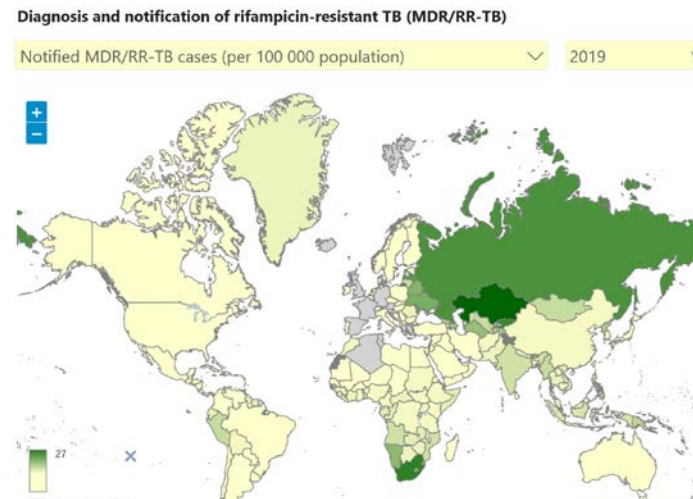 Diagnosis and notification of rifampicin-resistant TB (MDR/RR-TB)
Notified MDR/RR-TB cases (per 100 000 population)
2019
+
−
27